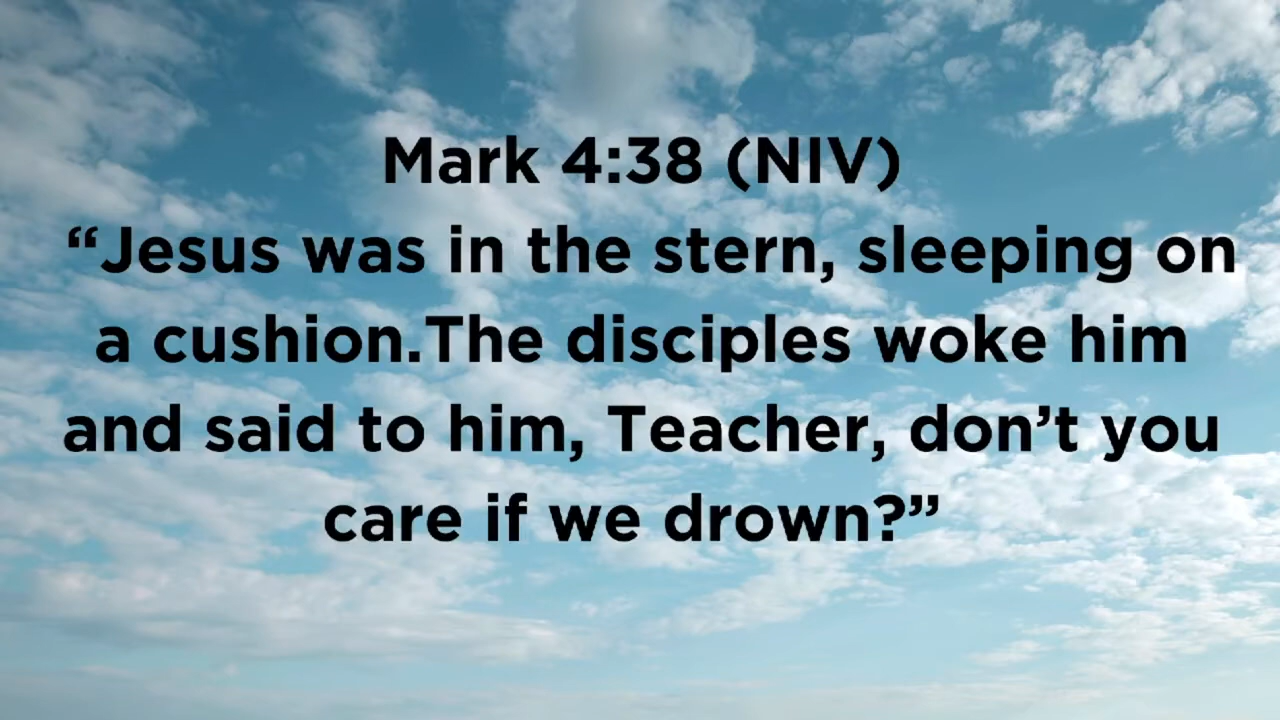 Mark 4:38 (NIV)
“Jesus was in the stern, sleeping on
a cushion.The disciples woke him
and said to him, Teacher, don’t you
care if we drown?”